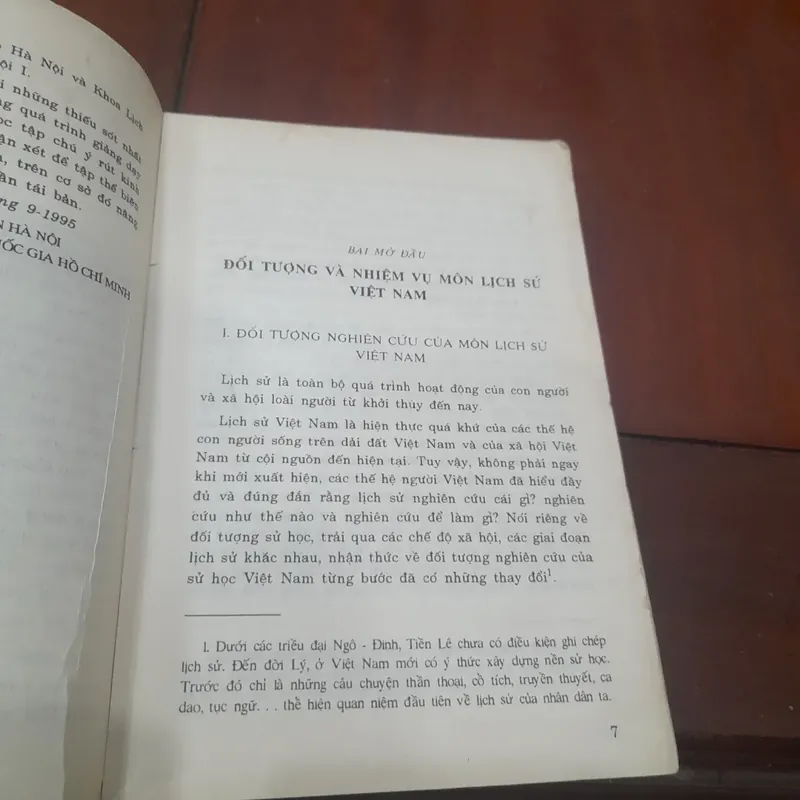 Hà Nội và Khoa Lịch
ội I.
i những thiếu sót nhất
ng quá trình giảng dạy
ọc tập chú ý rút kinh
ận xét để tập thể biên
, trên cơ sở đó nâng
ần tái bản.
ng 9-1995
N HÀ NỘI
ỐC GIA HỒ CHÍ MINH
BÀI MỞ ĐẦU
ĐỐI TƯỢNG VÀ NHIỆM VỤ MÔN LỊCH SỬ
VIỆT NAM
I. ĐỐI TƯỢNG NGHIÊN CỨU CỦA MÔN LỊCH SỬ
VIỆT NAM
Lịch sử là toàn bộ quá trình hoạt động của con người
và xã hội loài người từ khởi thủy đến nay.
Lịch sử Việt Nam là hiện thực quá khứ của các thế hệ
con người sống trên dải đất Việt Nam và của xã hội Việt
Nam từ cội nguồn đến hiện tại. Tuy vậy, không phải ngay
khi mới xuất hiện, các thế hệ người Việt Nam đã hiểu đầy
đủ và đúng đắn rằng lịch sử nghiên cứu cái gì? nghiên
cứu như thế nào và nghiên cứu để làm gì? Nói riêng về
đối tượng sử học, trải qua các chế độ xã hội, các giai đoạn
lịch sử khác nhau, nhận thức về đối tượng nghiên cứu của
sử học Việt Nam từng bước đã có những thay đổi¹.
1. Dưới các triều đại Ngô - Đinh, Tiền Lê chưa có điều kiện ghi chép
lịch sử. Đến đời Lý, ở Việt Nam mới có ý thức xây dựng nền sử học.
Trước đó chỉ là những câu chuyện thần thoại, cổ tích, truyền thuyết, ca
dao, tục ngữ. . . thể hiện quan niệm đầu tiên về lịch sử của nhân dân ta.
7